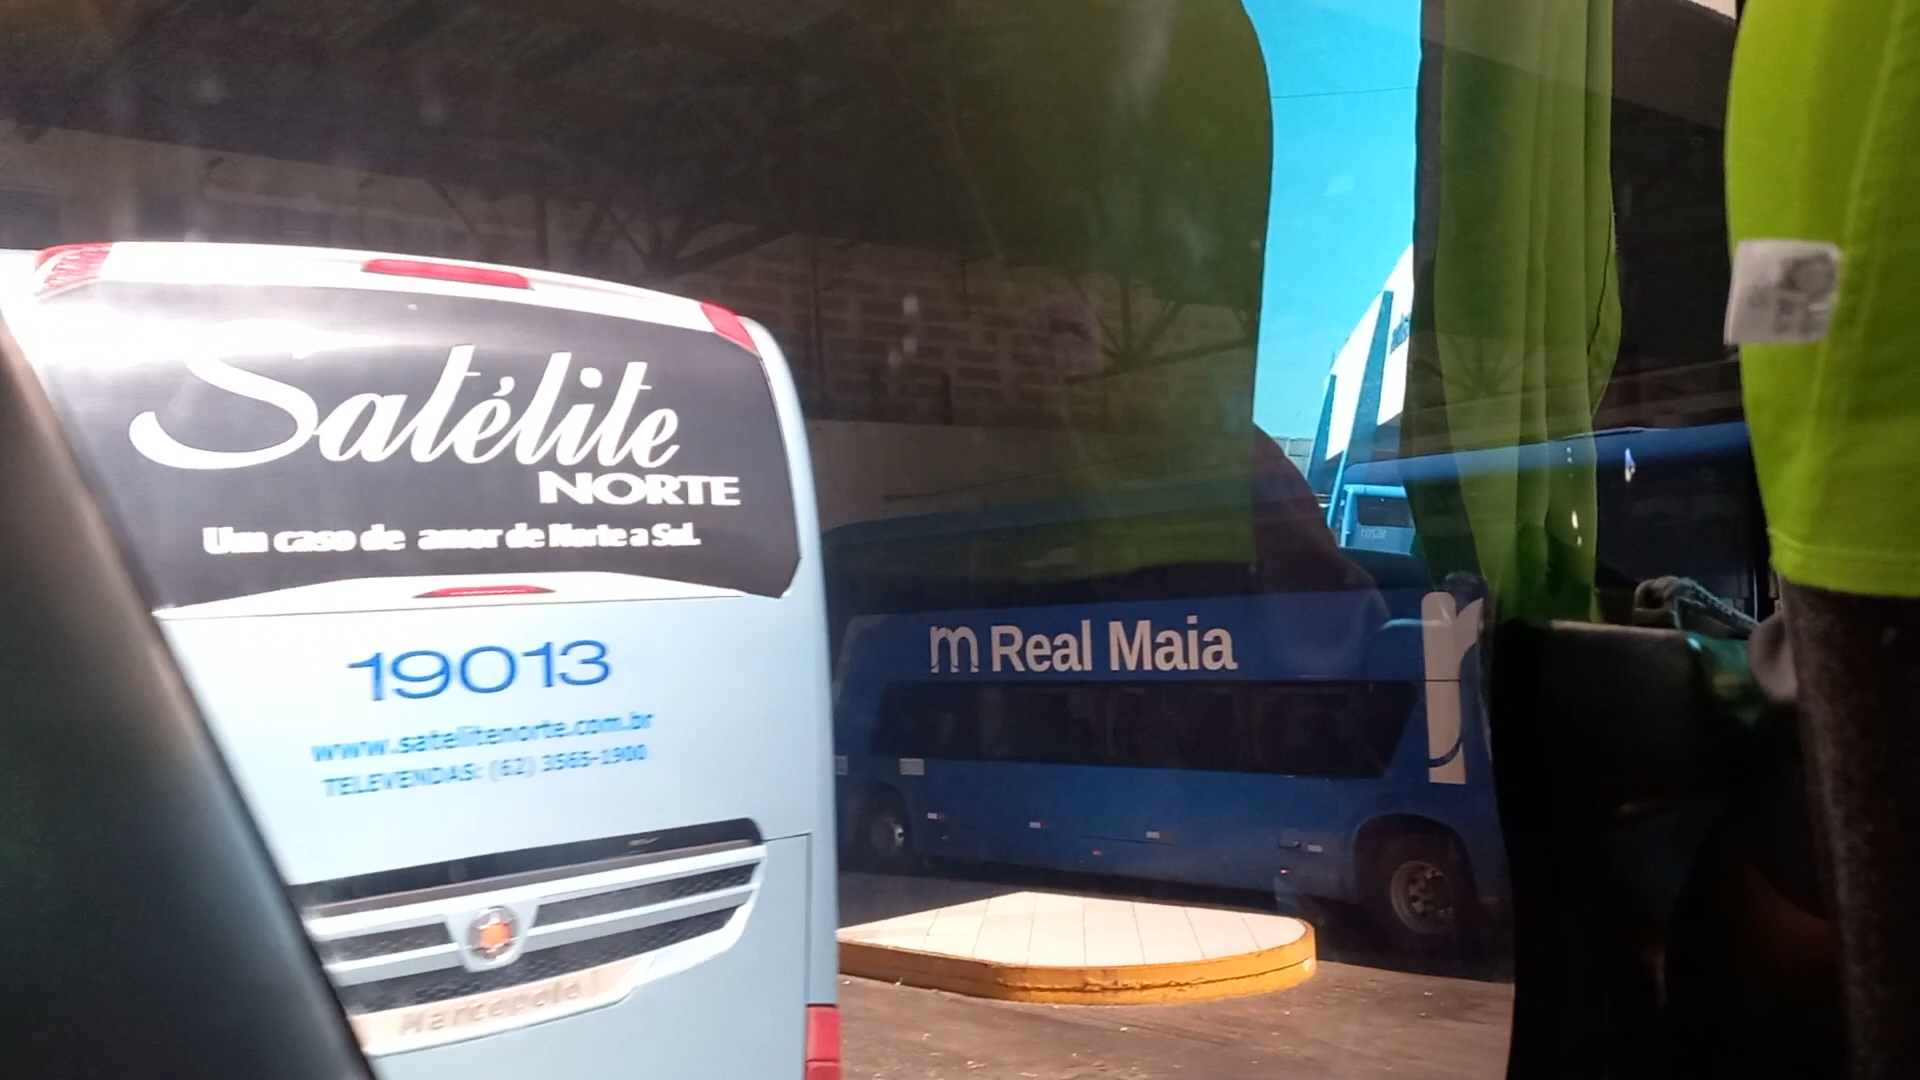 Satélite
NORTE
Um caso de amor de Norte a Sul.
19013
www.satelitenorte.com.br
TELEVENDAS: (62) 3565-1900
Marcopolo
m Real Maia